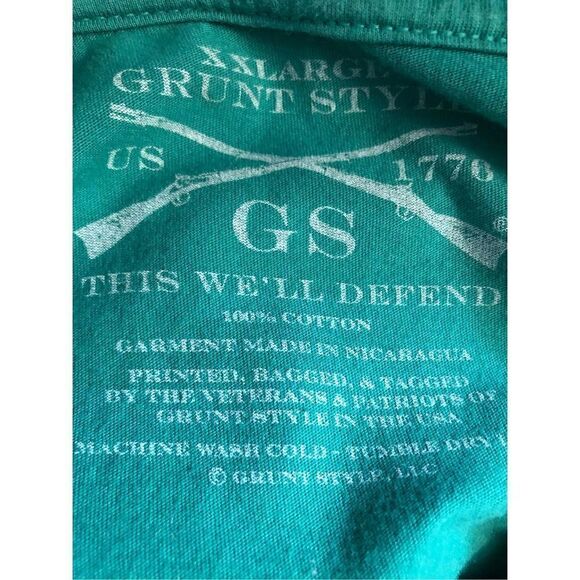 XXLARGE
GRUNT STYLE
US 1776
GS ®
THIS WE'LL DEFEND
100% COTTON
GARMENT MADE IN NICARAGUA
PRINTED, BAGGED, & TAGGED
BY THE VETERANS & PATRIOTS OF
GRUNT STYLE IN THE USA
MACHINE WASH COLD - TUMBLE DRY
© GRUNT STYLE, LLC